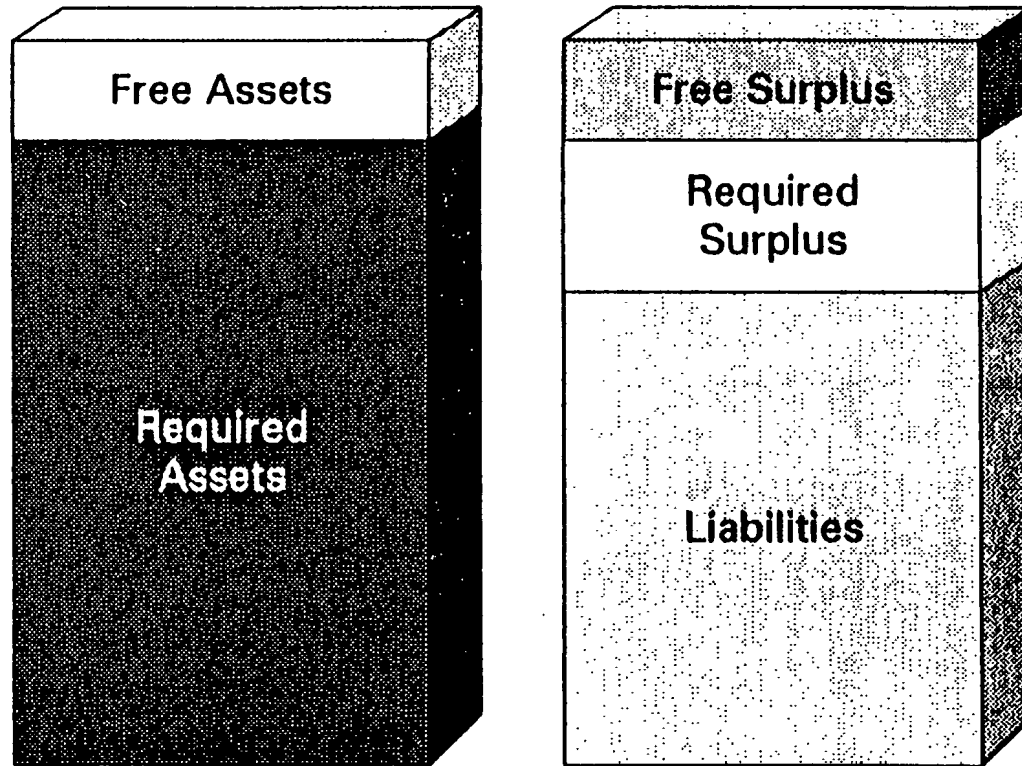 Free Assets
Required
Assets
Free Surplus
Required
Surplus
Liabilities